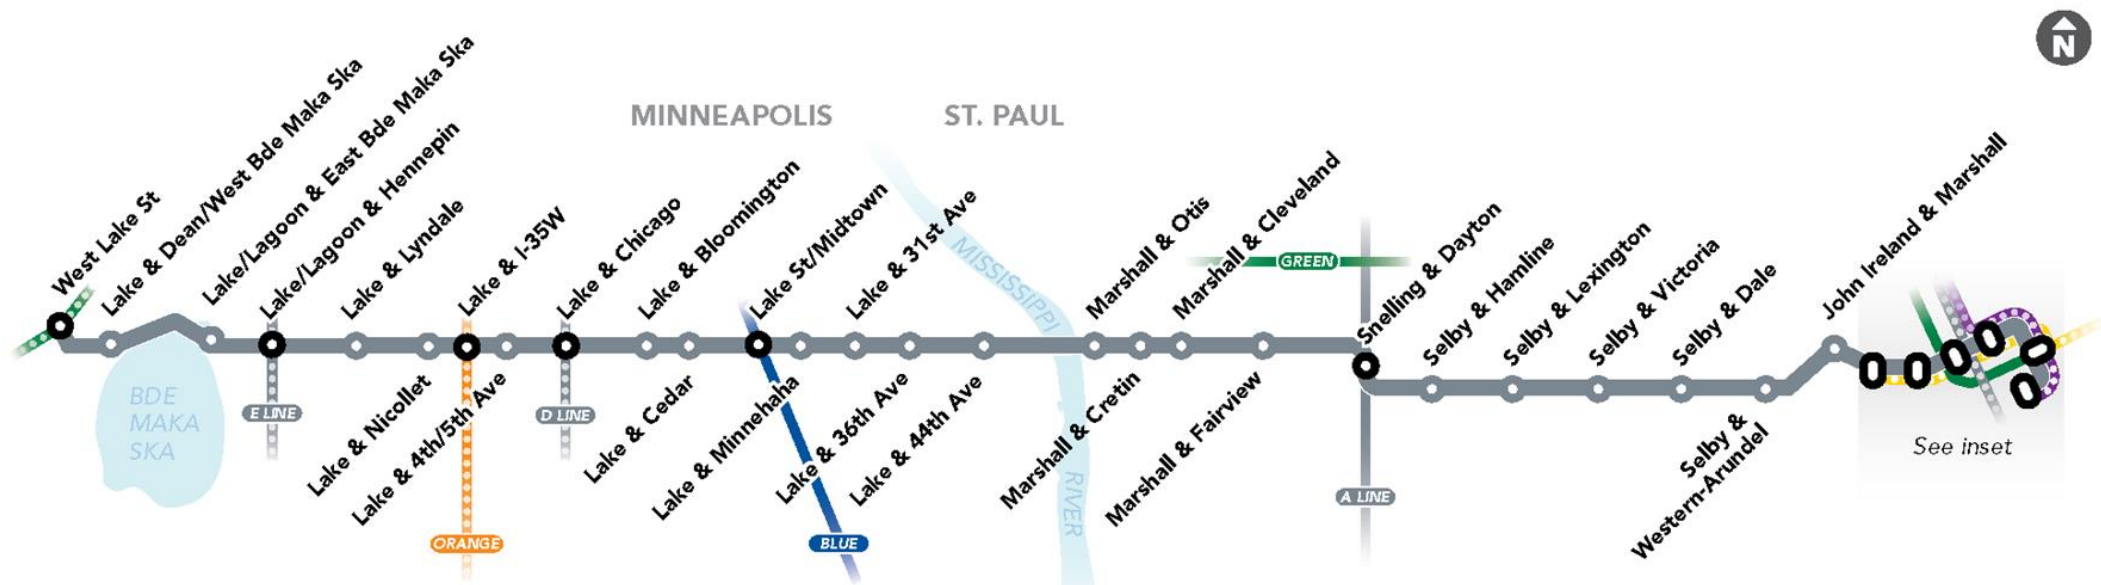 N
MINNEAPOLIS
ST. PAUL
West Lake St
Lake & Dean/West Bde Maka Ska
Lake/Lagoon & East Bde Maka Ska
Lake/Lagoon & Hennepin
Lake & Lyndale
Lake & I-35W
Lake & Chicago
Lake & Bloomington
Lake St/Midtown
Lake & 31st Ave
Marshall & Otis
Marshall & Cleveland
Snelling & Dayton
Selby & Hamline
Selby & Lexington
Selby & Victoria
Selby & Dale
John Ireland & Marshall
MISSISSIPPI
RIVER
GREEN
BDE
MAKA
SKA
E LINE
Lake & Nicollet
Lake & 4th/5th Ave
ORANGE
D LINE
Lake & Cedar
Lake & Minnehaha
BLUE
Lake & 36th Ave
Lake & 44th Ave
Marshall & Cretin
Marshall & Fairview
A LINE
Selby &
Western-Arundel
See inset